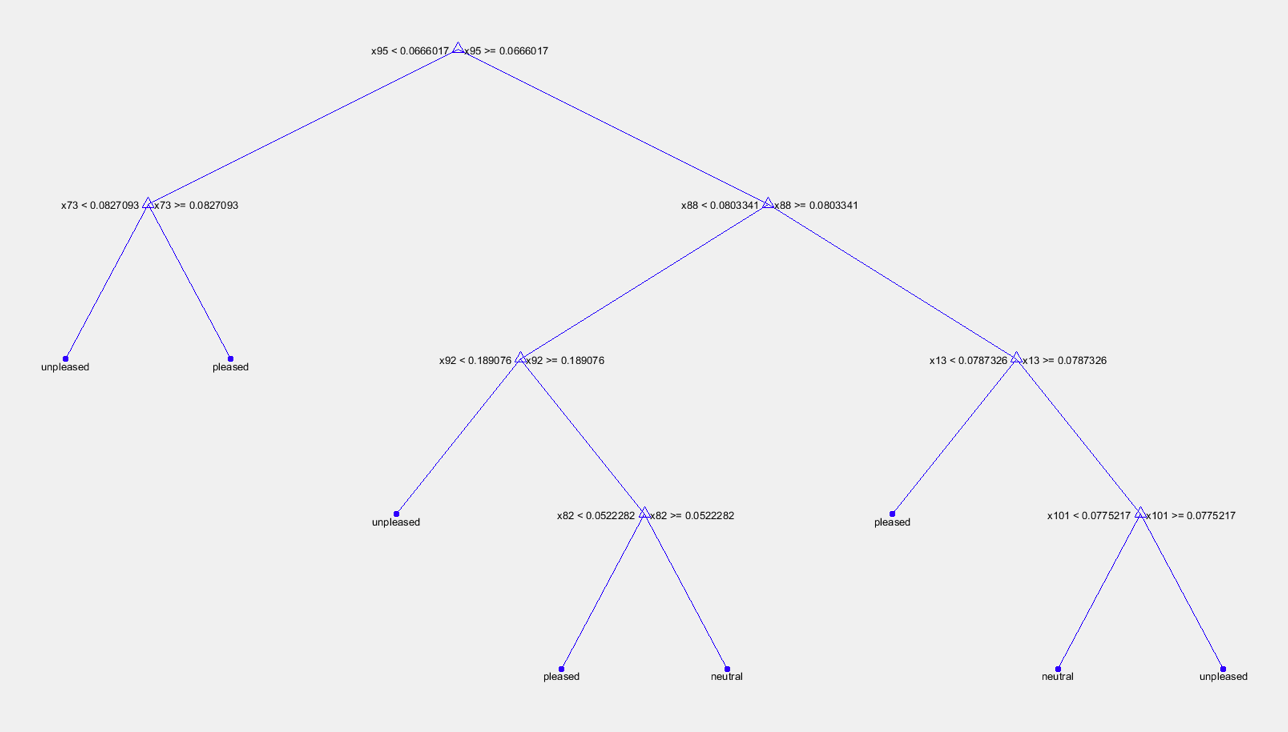 x95 < 0.0666017 x95 >= 0.0666017
x73 < 0.0827093 x73 >= 0.0827093
x88 < 0.0803341 x88 >= 0.0803341
unpleased
pleased
x92 < 0.189076 x92 >= 0.189076
x13 < 0.0787326 x13 >= 0.0787326
unpleased
x82 < 0.0522282 x82 >= 0.0522282
pleased
x101 < 0.0775217 x101 >= 0.0775217
pleased
neutral
neutral
unpleased